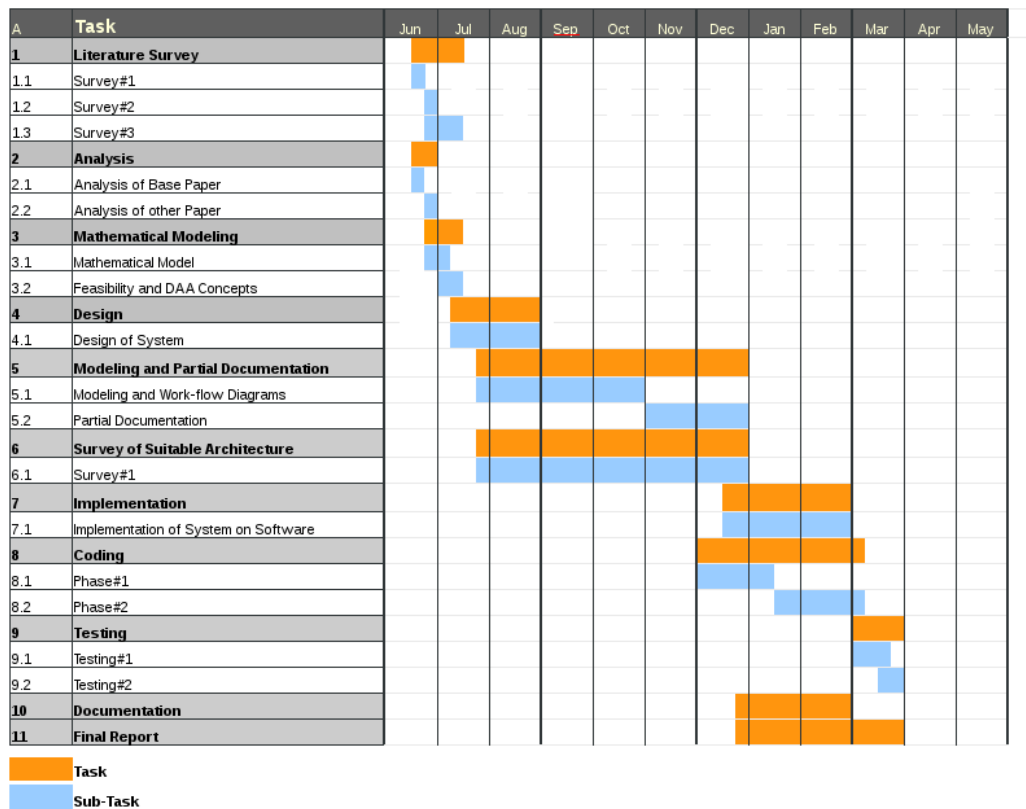 A Task Jun Jul Aug Sep Oct Nov Dec Jan Feb Mar Apr May
1 Literature Survey
1.1 Survey#1
1.2 Survey#2
1.3 Survey#3
2 Analysis
2.1 Analysis of Base Paper
2.2 Analysis of other Paper
3 Mathematical Modeling
3.1 Mathematical Model
3.2 Feasibility and DAA Concepts
4 Design
4.1 Design of System
5 Modeling and Partial Documentation
5.1 Modeling and Work-flow Diagrams
5.2 Partial Documentation
6 Survey of Suitable Architecture
6.1 Survey#1
7 Implementation
7.1 Implementation of System on Software
8 Coding
8.1 Phase#1
8.2 Phase#2
9 Testing
9.1 Testing#1
9.2 Testing#2
10 Documentation
11 Final Report
Task
Sub-Task